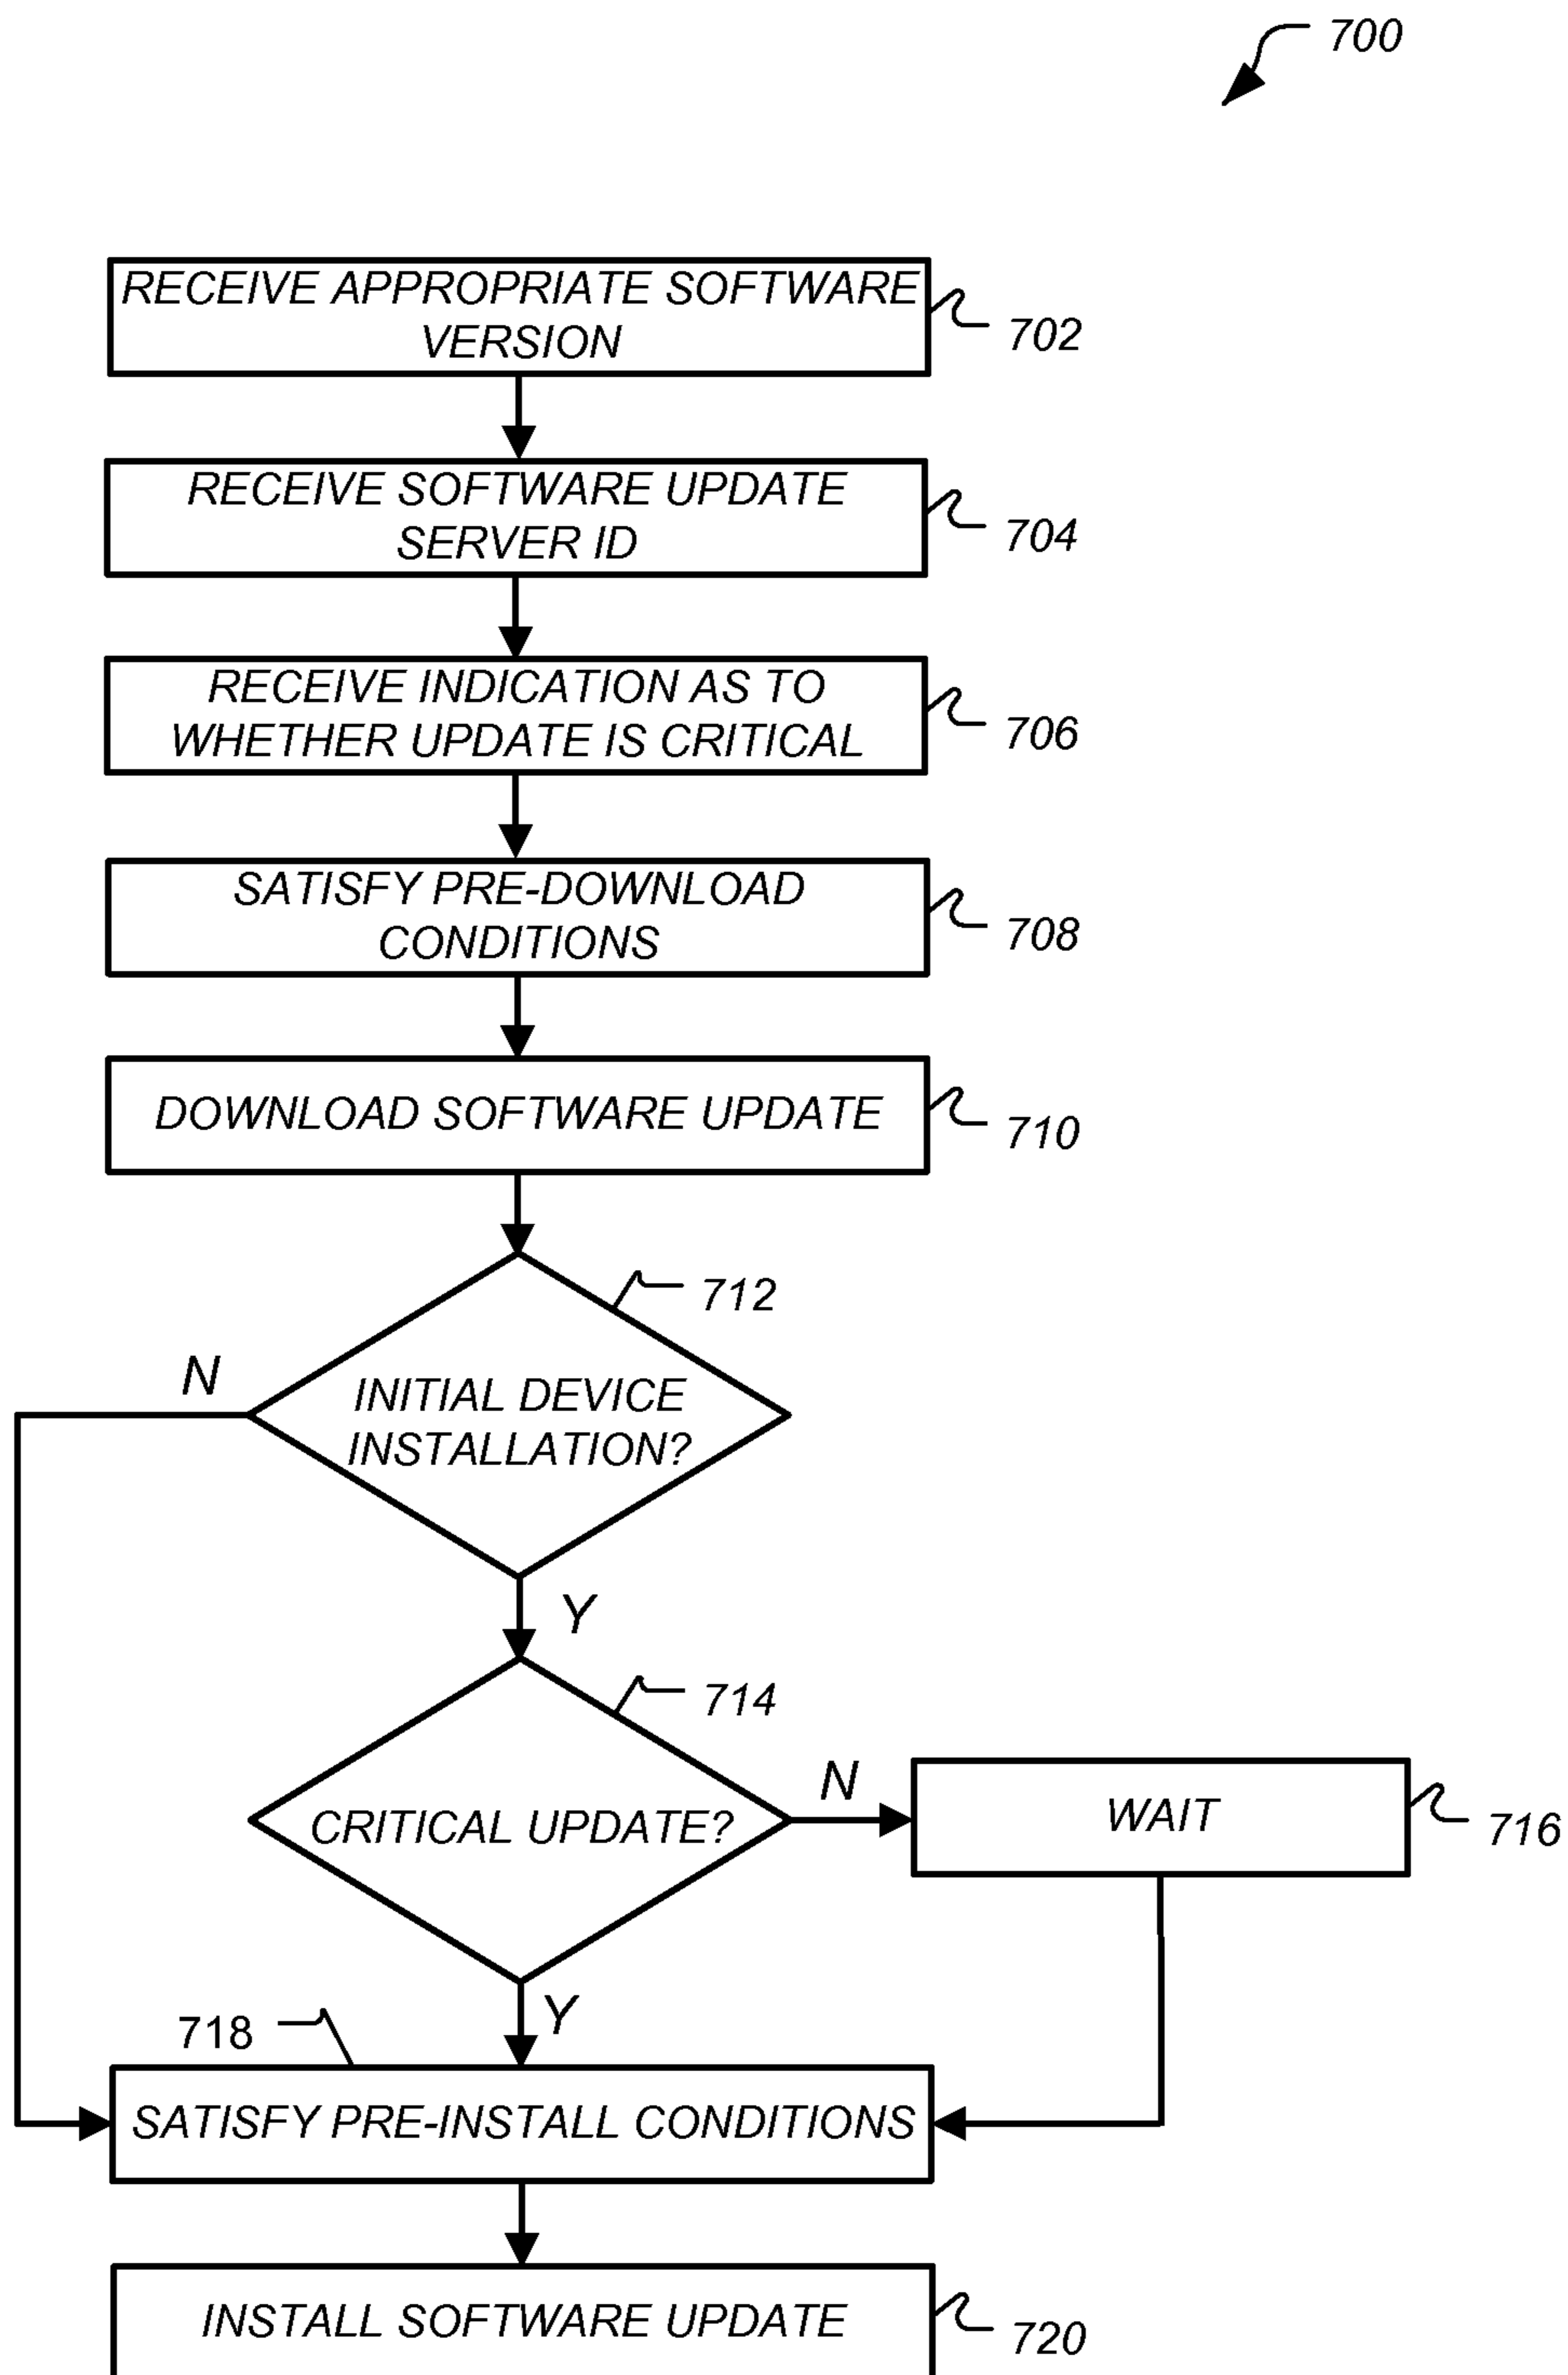 700
RECEIVE APPROPRIATE SOFTWARE
VERSION
702
RECEIVE SOFTWARE UPDATE
SERVER ID
704
RECEIVE INDICATION AS TO
WHETHER UPDATE IS CRITICAL
706
SATISFY PRE-DOWNLOAD
CONDITIONS
708
DOWNLOAD SOFTWARE UPDATE
710
712
N
INITIAL DEVICE
INSTALLATION?
Y
714
N
CRITICAL UPDATE?
WAIT
716
Y
718
SATISFY PRE-INSTALL CONDITIONS
INSTALL SOFTWARE UPDATE
720